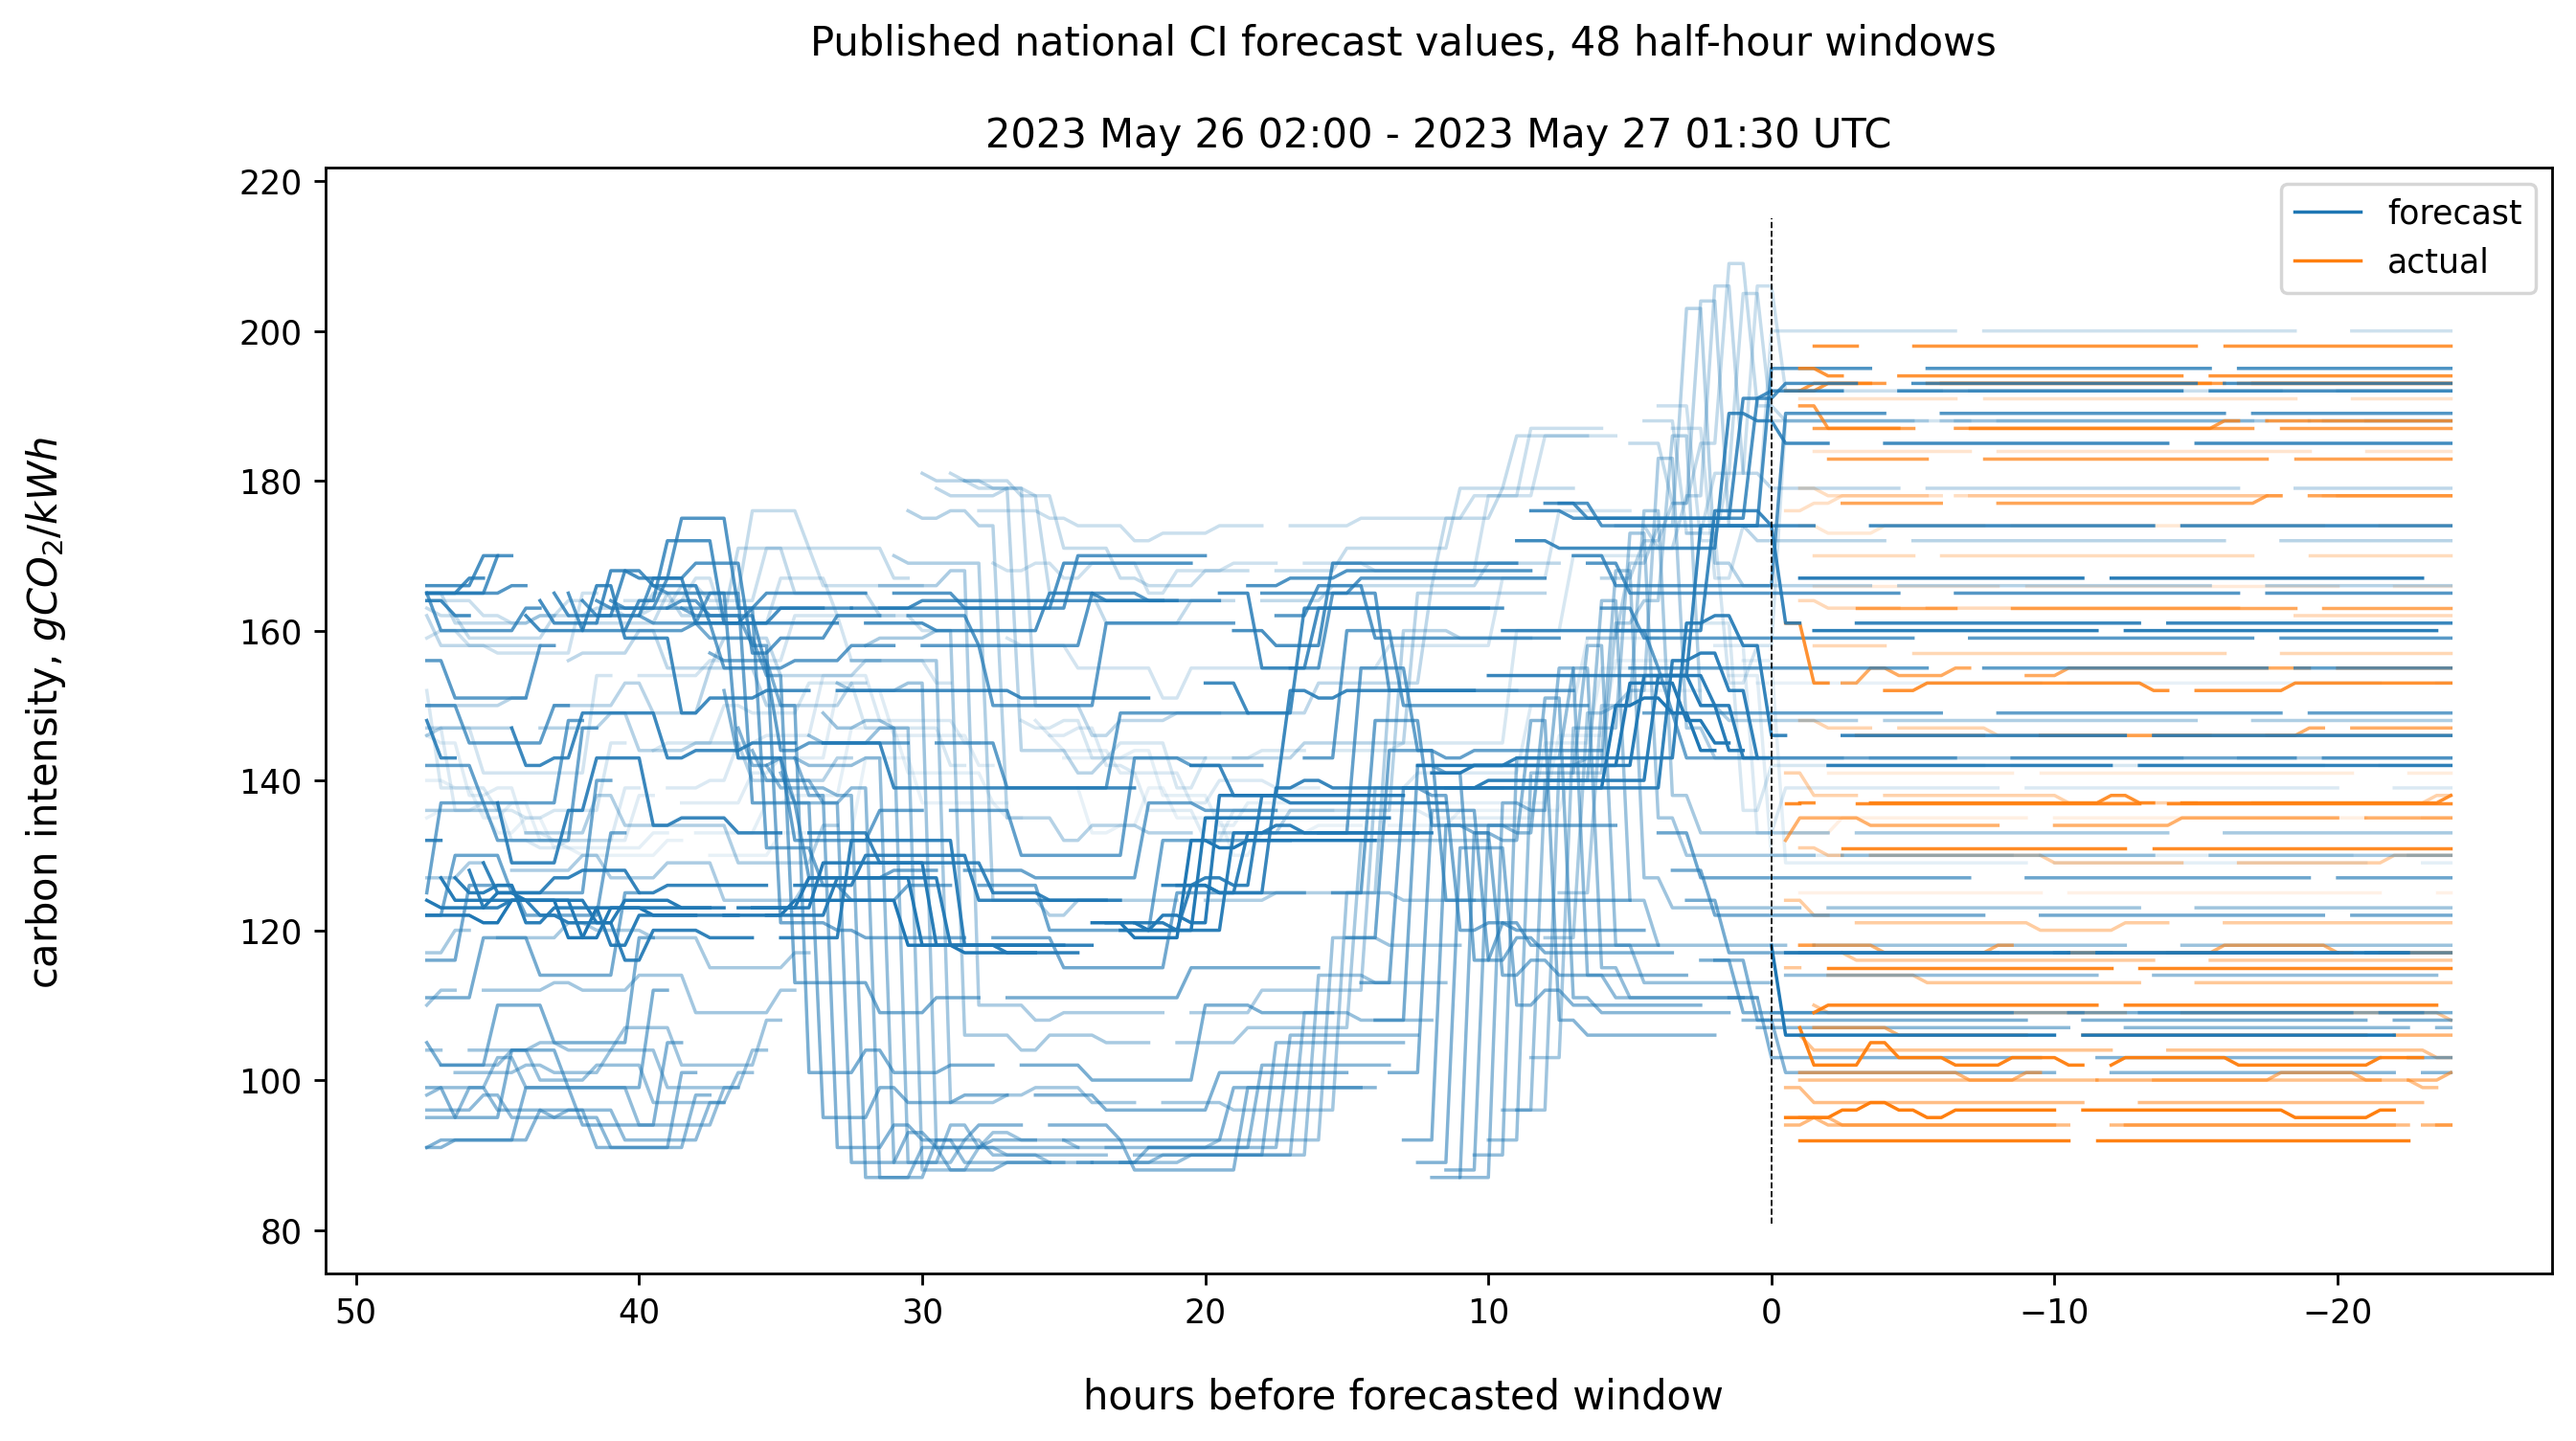 Published national CI forecast values, 48 half-hour windows
2023 May 26 02:00 - 2023 May 27 01:30 UTC
forecast
actual
carbon intensity, gCO₂/kWh
220
200
180
160
140
120
100
80
50
40
30
20
10
0
−10
−20
hours before forecasted window